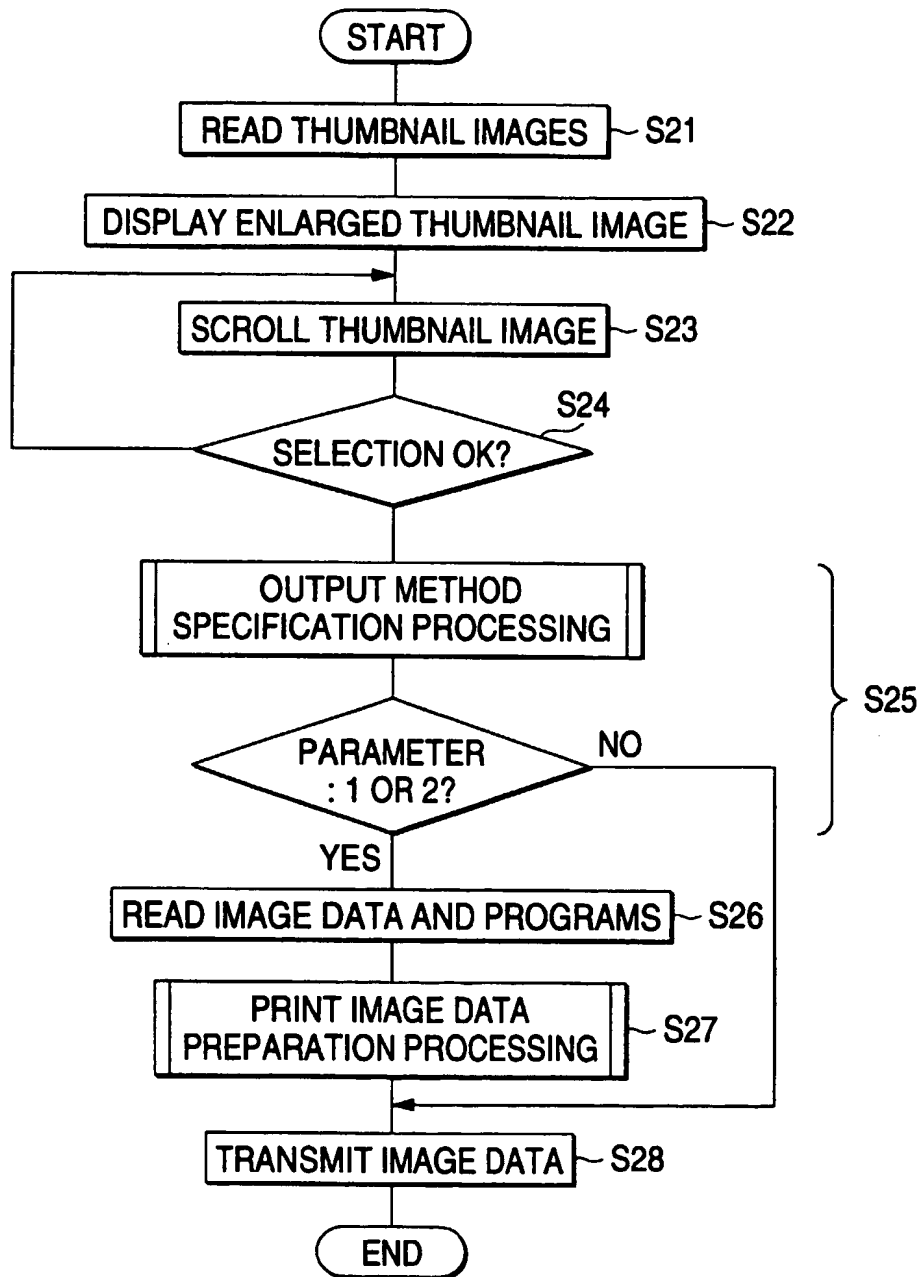 START
READ THUMBNAIL IMAGES
S21
DISPLAY ENLARGED THUMBNAIL IMAGE
S22
SCROLL THUMBNAIL IMAGE
S23
S24
SELECTION OK?
OUTPUT METHOD
SPECIFICATION PROCESSING
S25
PARAMETER
: 1 OR 2?
NO
YES
READ IMAGE DATA AND PROGRAMS
S26
PRINT IMAGE DATA
PREPARATION PROCESSING
S27
TRANSMIT IMAGE DATA
S28
END